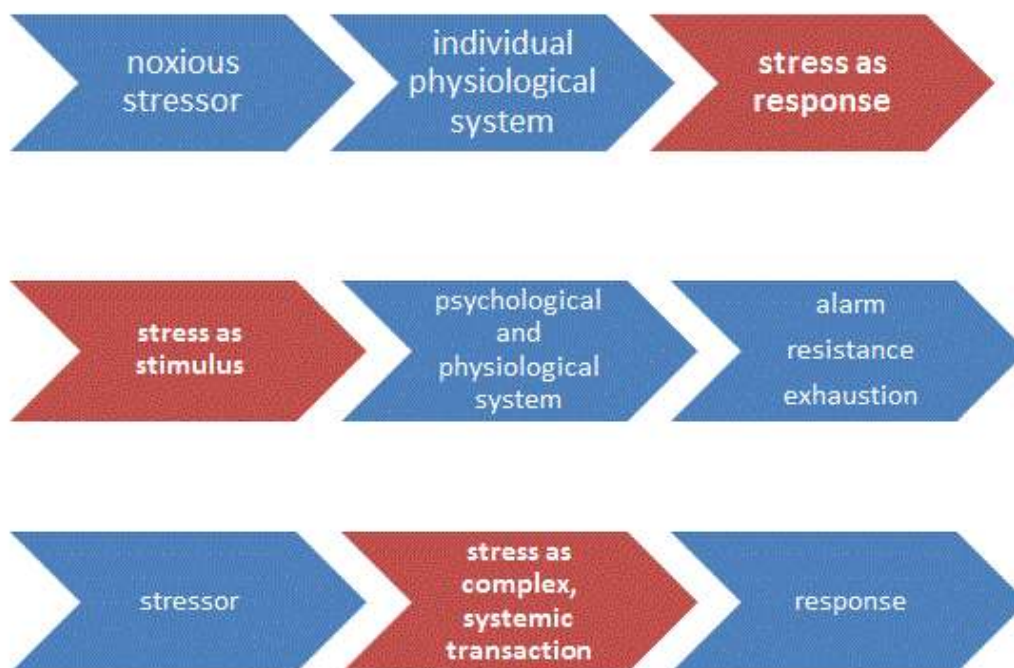 noxious
stressor
individual
physiological
system
stress as
response
stress as
stimulus
psychological
and
physiological
system
alarm
resistance
exhaustion
stressor
stress as
complex,
systemic
transaction
response